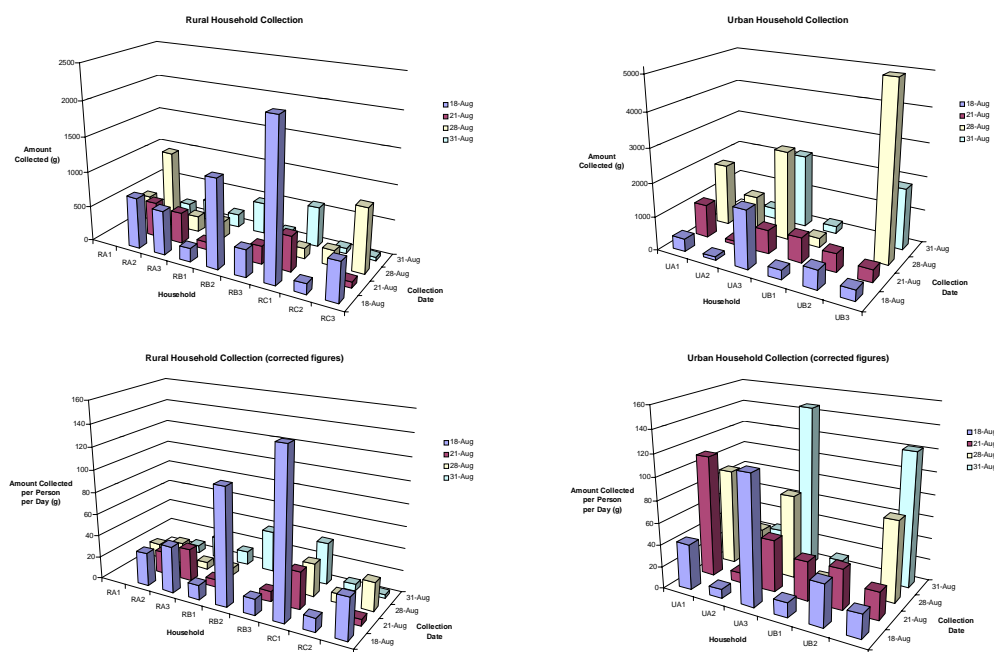 Rural Household Collection
2500
2000
1500
1000
500
0
Amount
Collected (g)
RA1
RA2
RA3
RB1
RB2
RB3
RC1
RC2
RC3
Household
18-Aug
21-Aug
28-Aug
31-Aug
Collection
Date
18-Aug
21-Aug
28-Aug
31-Aug
Urban Household Collection
5000
4000
3000
2000
1000
0
Amount
Collected (g)
UA1
UA2
UA3
UB1
UB2
UB3
Household
18-Aug
21-Aug
28-Aug
31-Aug
Collection
Date
18-Aug
21-Aug
28-Aug
31-Aug
Rural Household Collection (corrected figures)
160
140
120
100
80
60
40
20
0
Amount Collected
per Person
per Day (g)
RA1
RA2
RA3
RB1
RB2
RB3
RC1
RC2
Household
18-Aug
21-Aug
28-Aug
31-Aug
Collection
Date
18-Aug
21-Aug
28-Aug
31-Aug
Urban Household Collection (corrected figures)
160
140
120
100
80
60
40
20
0
Amount Collected
per Person
per Day (g)
UA1
UA2
UA3
UB1
UB2
Household
18-Aug
21-Aug
28-Aug
31-Aug
Collection
Date
18-Aug
21-Aug
28-Aug
31-Aug